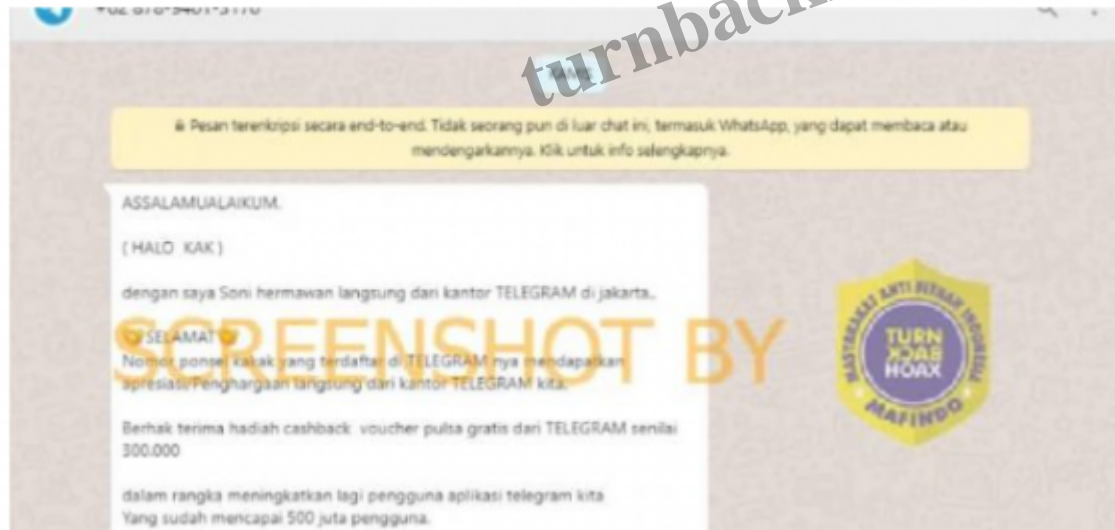 turnback
KAMIS
Pesan terenkripsi secara end-to-end. Tidak seorang pun di luar chat ini, termasuk WhatsApp, yang dapat membaca atau
mendengarkannya. Klik untuk info selengkapnya.
ASSALAMUALAIKUM.
( HALO KAK )
dengan saya Soni hermawan langsung dari kantor TELEGRAM di jakarta,.
SELAMAT
Nomor ponsel kakak yang terdaftar di TELEGRAM nya mendapatkan
apresiasi/Penghargaan langsung dari kantor TELEGRAM kita.
SCREENSHOT BY
Berhak terima hadiah cashback voucher pulsa gratis dari TELEGRAM senilai
300.000
dalam rangka meningkatkan lagi pengguna aplikasi telegram kita
Yang sudah mencapai 500 juta pengguna.
MASYARAKAT ANTI FITNAH INDONESIA
TURN
BACK
HOAX
MAFINDO